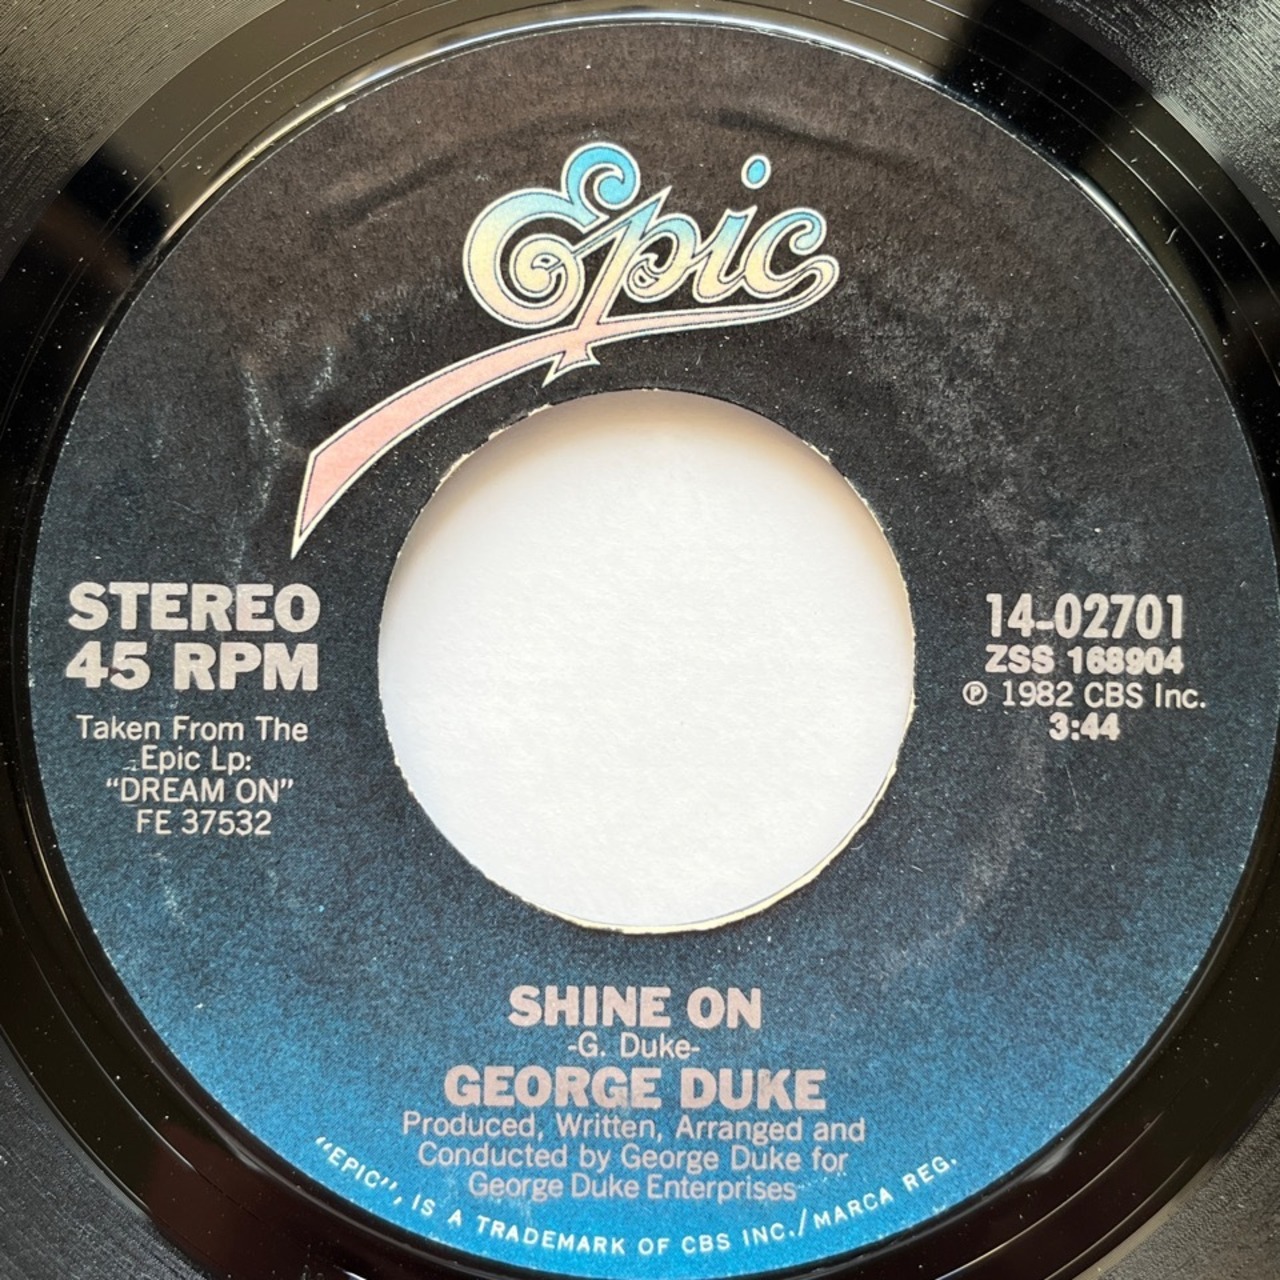 Epic
STEREO
45 RPM
Taken From The
Epic Lp:
“DREAM ON”
FE 37532
14-02701
ZSS 168904
℗ 1982 CBS Inc.
3:44
SHINE ON
-G. Duke-
GEORGE DUKE
Produced, Written, Arranged and
Conducted by George Duke for
George Duke Enterprises
“EPIC”, IS A TRADEMARK OF CBS INC./MARCA REG.